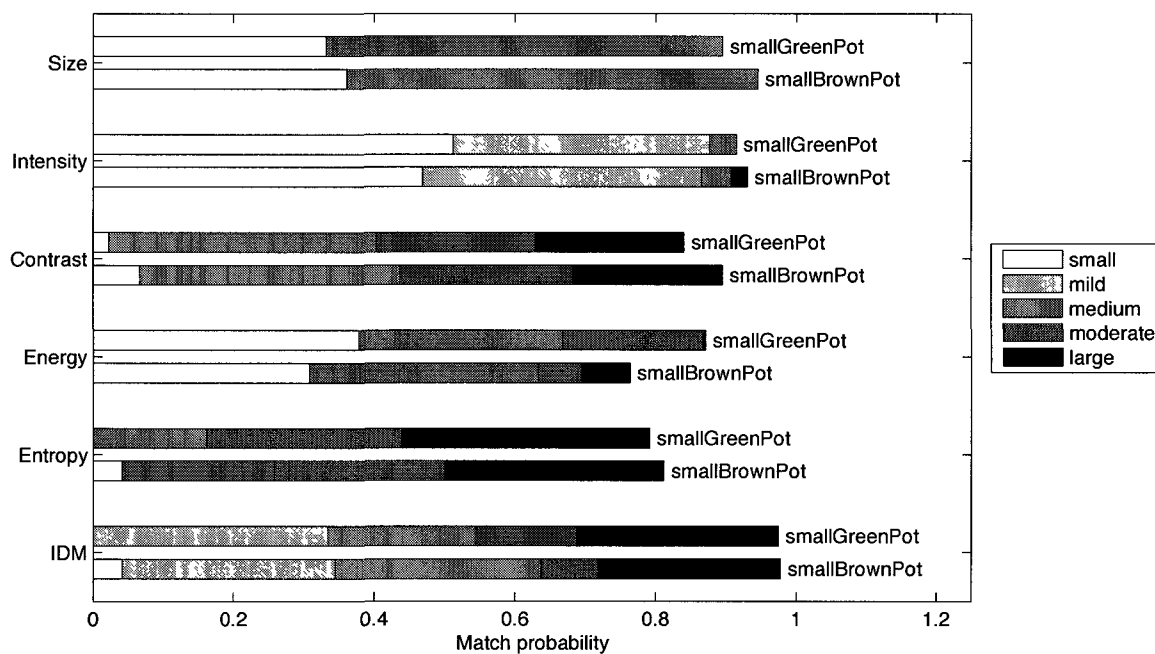 Size
smallGreenPot
smallBrownPot
Intensity
smallGreenPot
smallBrownPot
Contrast
smallGreenPot
smallBrownPot
Energy
smallGreenPot
smallBrownPot
Entropy
smallGreenPot
smallBrownPot
IDM
smallGreenPot
smallBrownPot
0 0.2 0.4 0.6 0.8 1 1.2
Match probability
small
mild
medium
moderate
large